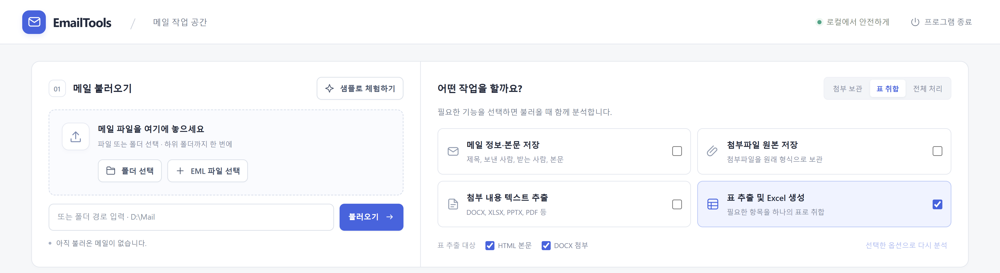 EmailTools / 메일 작업 공간
로컬에서 안전하게
프로그램 종료
01 메일 불러오기
샘플로 체험하기
메일 파일을 여기에 놓으세요
파일 또는 폴더 선택 · 하위 폴더까지 한 번에
폴더 선택
EML 파일 선택
또는 폴더 경로 입력 · D:\Mail
불러오기 →
아직 불러온 메일이 없습니다.
어떤 작업을 할까요?
첨부 보관
표 취합
전체 처리
필요한 기능을 선택하면 불러올 때 함께 분석합니다.
메일 정보·본문 저장
제목, 보낸 사람, 받는 사람, 본문
첨부파일 원본 저장
첨부파일을 원래 형식으로 보관
첨부 내용 텍스트 추출
DOCX, XLSX, PPTX, PDF 등
표 추출 및 Excel 생성
필요한 항목을 하나의 표로 취합
표 추출 대상
HTML 본문
DOCX 첨부
선택한 옵션으로 다시 분석